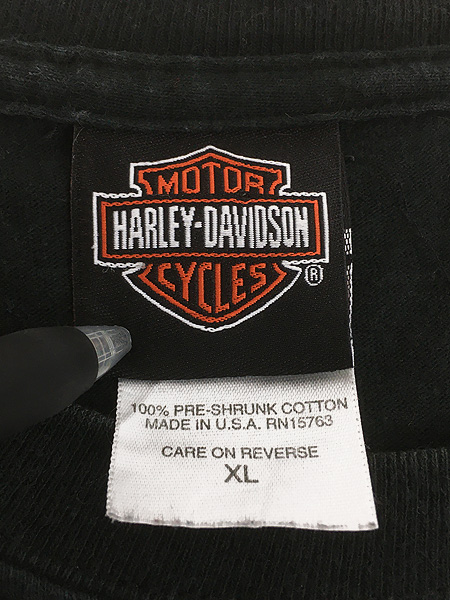 MOTOR
HARLEY-DAVIDSON
CYCLES
®
100% PRE-SHRUNK COTTON
MADE IN U.S.A. RN15763
CARE ON REVERSE
XL